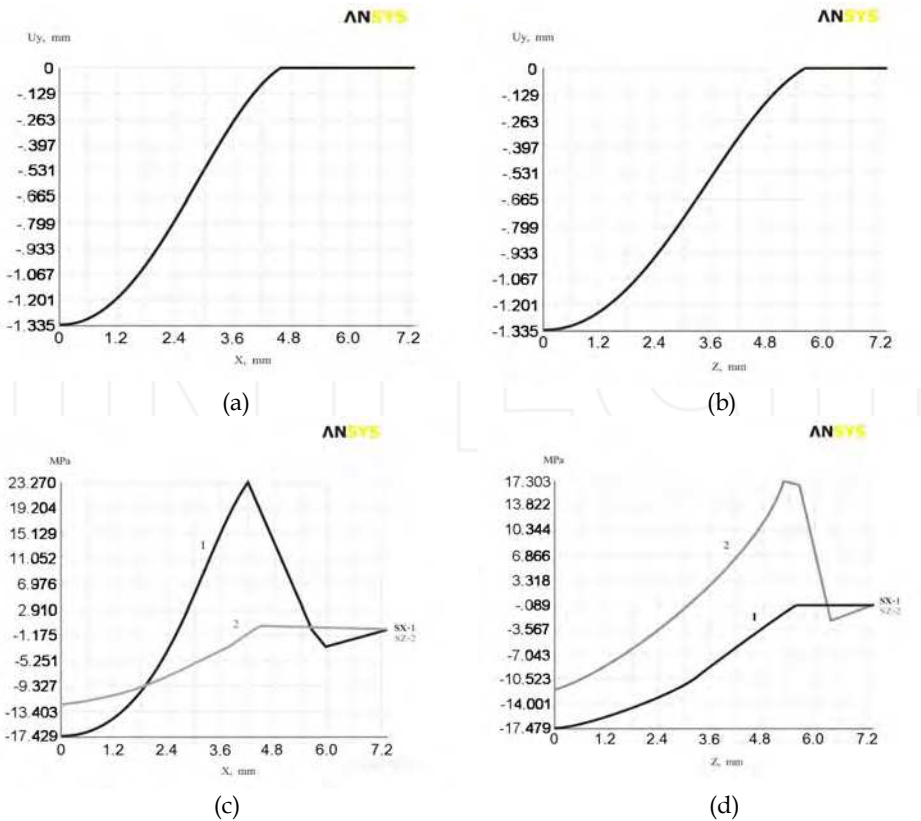 ANSYS
Uy, mm
0
-.129
-.263
-.397
-.531
-.665
-.799
-.933
-1.067
-1.201
-1.335
0 1.2 2.4 3.6 4.8 6.0 7.2
X, mm
(a)
ANSYS
Uy, mm
0
-.129
-.263
-.397
-.531
-.665
-.799
-.933
-1.067
-1.201
-1.335
0 1.2 2.4 3.6 4.8 6.0 7.2
Z, mm
(b)
ANSYS
MPa
23.270
19.204
15.129
11.052
6.976
2.910
-1.175
-5.251
-9.327
-13.403
-17.429
1
2
SX-1
SZ-2
0 1.2 2.4 3.6 4.8 6.0 7.2
X, mm
(c)
ANSYS
MPa
17.303
13.822
10.344
6.866
3.318
-.089
-3.567
-7.043
-10.523
-14.001
-17.479
2
1
SX-1
SZ-2
0 1.2 2.4 3.6 4.8 6.0 7.2
Z, mm
(d)